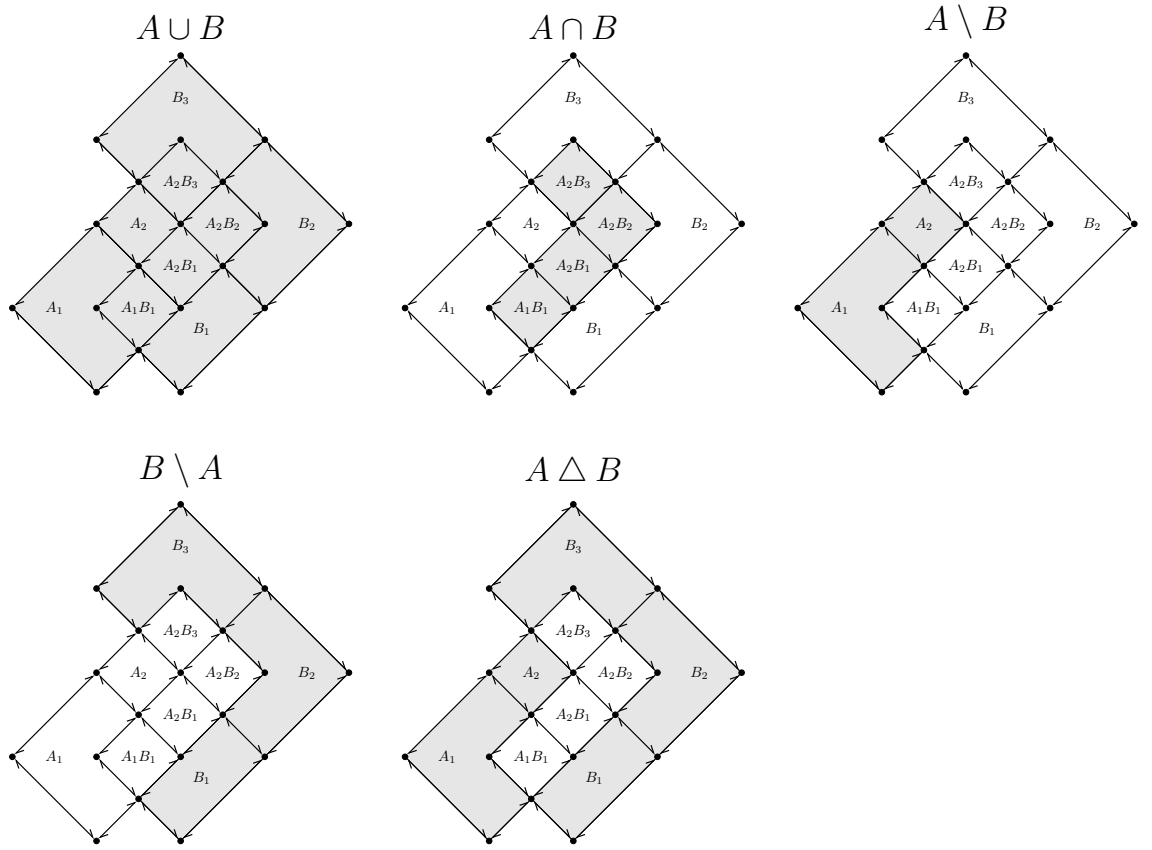 A ∪ B
A ∩ B
A \ B
B₃
A₂B₃
A₂
A₂B₂
B₂
A₂B₁
A₁
A₁B₁
B₁
B₃
A₂B₃
A₂
A₂B₂
B₂
A₂B₁
A₁
A₁B₁
B₁
B₃
A₂B₃
A₂
A₂B₂
B₂
A₂B₁
A₁
A₁B₁
B₁
B \ A
A △ B
B₃
A₂B₃
A₂
A₂B₂
B₂
A₂B₁
A₁
A₁B₁
B₁
B₃
A₂B₃
A₂
A₂B₂
B₂
A₂B₁
A₁
A₁B₁
B₁